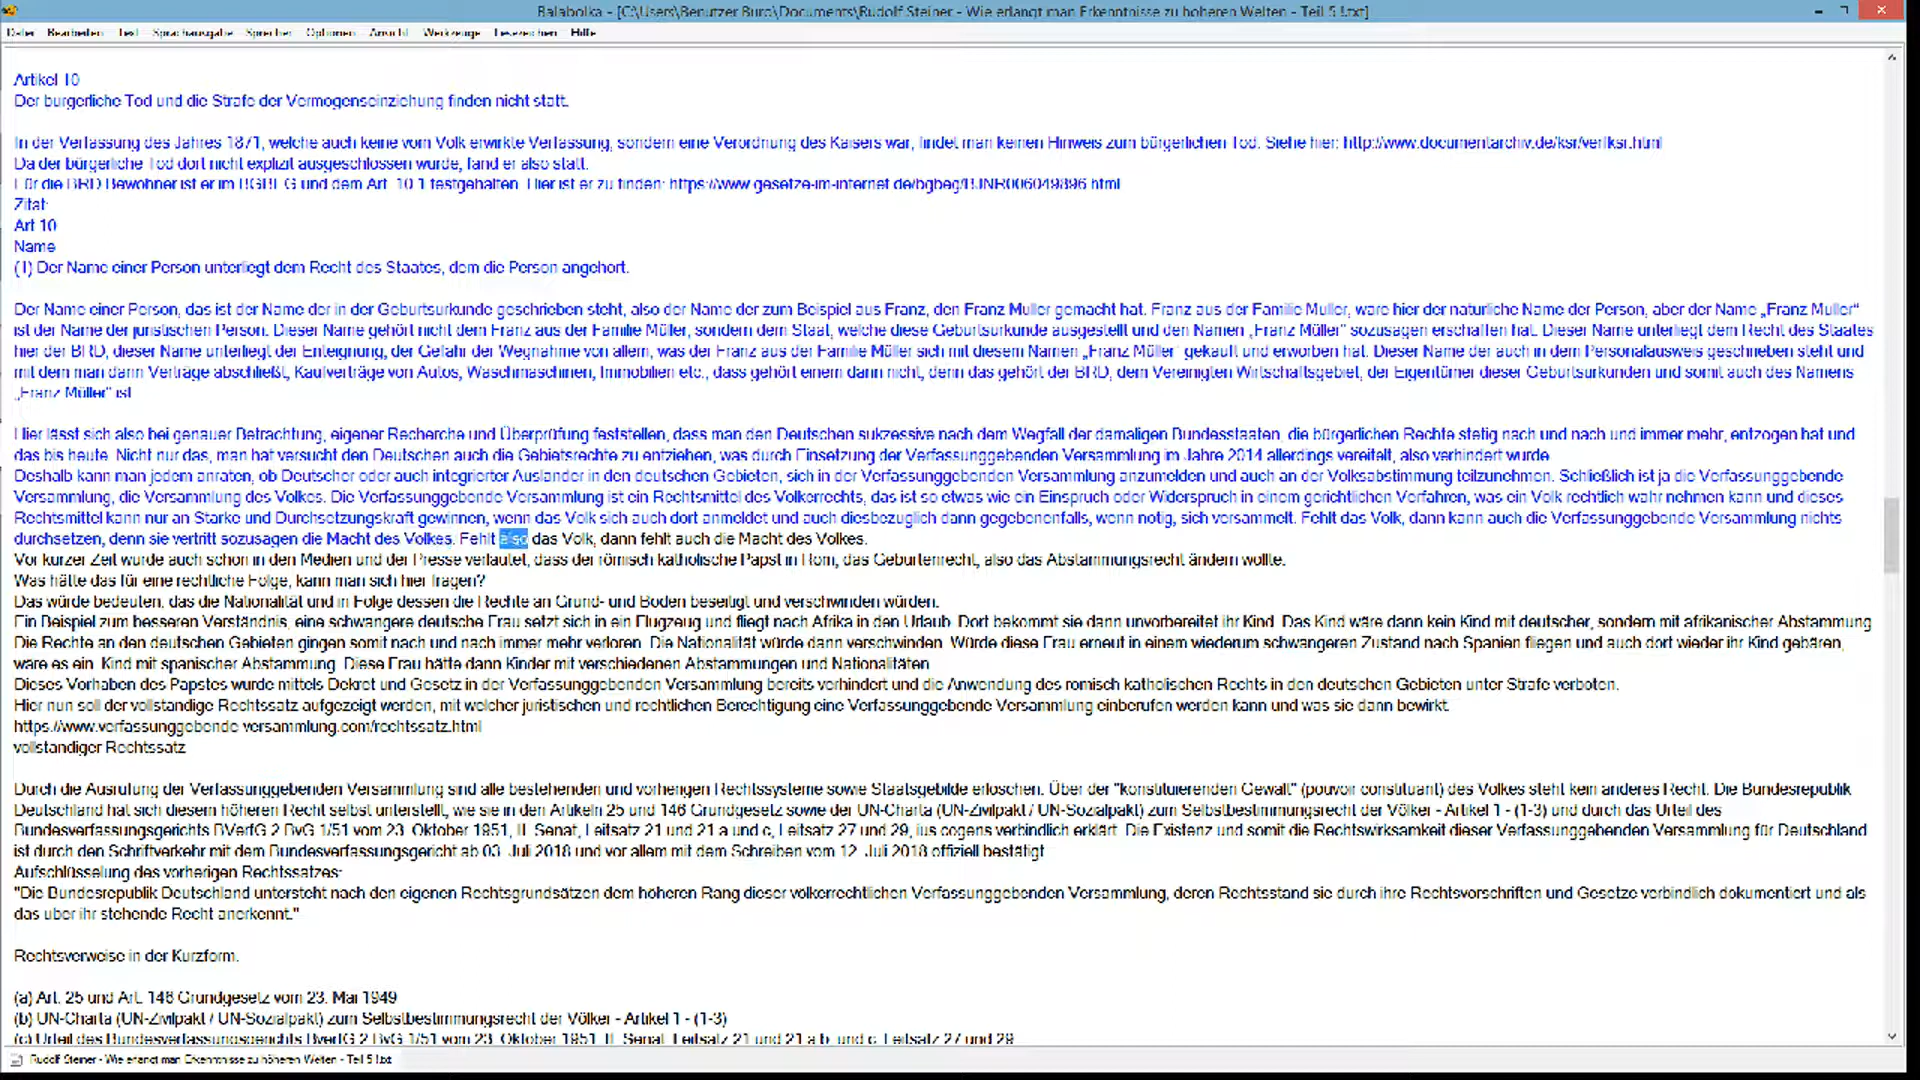 Balabolka - [C:\Users\Benutzer Büro\Documents\Rudolf Steiner - Wie erlangt man Erkenntnisse zu höheren Welten - Teil 5 !.txt]
Datei Bearbeiten Text Sprachausgabe Sprecher Optionen Ansicht Werkzeuge Lesezeichen Hilfe
Artikel 10
Der bürgerliche Tod und die Strafe der Vermögenseinziehung finden nicht statt.
In der Verfassung des Jahres 1871, welche auch keine vom Volk erwirkte Verfassung, sondern eine Verordnung des Kaisers war, findet man keinen Hinweis zum bürgerlichen Tod. Siehe hier: http://www.documentarchiv.de/ksr/verfksr.html
Da der bürgerliche Tod dort nicht explizit ausgeschlossen wurde, fand er also statt.
Für die BRD Bewohner ist er im BGBEG und dem Art. 10.1 festgehalten. Hier ist er zu finden: https://www.gesetze-im-internet.de/bgbeg/BJNR006049896.html
Zitat:
Art 10
Name
(1) Der Name einer Person unterliegt dem Recht des Staates, dem die Person angehört.
Der Name einer Person, das ist der Name der in der Geburtsurkunde geschrieben steht, also der Name der zum Beispiel aus Franz, den Franz Müller gemacht hat. Franz aus der Familie Müller, wäre hier der natürliche Name der Person, aber der Name „Franz Müller“
ist der Name der juristischen Person. Dieser Name gehört nicht dem Franz aus der Familie Müller, sondern dem Staat, welche diese Geburtsurkunde ausgestellt und den Namen „Franz Müller“ sozusagen erschaffen hat. Dieser Name unterliegt dem Recht des Staates
hier der BRD, dieser Name unterliegt der Enteignung, der Gefahr der Wegnahme von allem, was der Franz aus der Familie Müller sich mit diesem Namen „Franz Müller“ gekauft und erworben hat. Dieser Name der auch in dem Personalausweis geschrieben steht und
mit dem man dann Verträge abschließt, Kaufverträge von Autos, Waschmaschinen, Immobilien etc., dass gehört einem dann nicht, denn das gehört der BRD, dem Vereinigten Wirtschaftsgebiet, der Eigentümer dieser Geburtsurkunden und somit auch des Namens
„Franz Müller“ ist.
Hier lässt sich also bei genauer Betrachtung, eigener Recherche und Überprüfung feststellen, dass man den Deutschen sukzessive nach dem Wegfall der damaligen Bundesstaaten, die bürgerlichen Rechte stetig nach und nach und immer mehr, entzogen hat und
das bis heute. Nicht nur das, man hat versucht den Deutschen auch die Gebietsrechte zu entziehen, was durch Einsetzung der Verfassunggebenden Versammlung im Jahre 2014 allerdings vereitelt, also verhindert wurde.
Deshalb kann man jedem anraten, ob Deutscher oder auch integrierter Ausländer in den deutschen Gebieten, sich in der Verfassunggebenden Versammlung anzumelden und auch an der Volksabstimmung teilzunehmen. Schließlich ist ja die Verfassunggebende
Versammlung, die Versammlung des Volkes. Die Verfassunggebende Versammlung ist ein Rechtsmittel des Völkerrechts, das ist so etwas wie ein Einspruch oder Widerspruch in einem gerichtlichen Verfahren, was ein Volk rechtlich wahr nehmen kann und dieses
Rechtsmittel kann nur an Stärke und Durchsetzungskraft gewinnen, wenn das Volk sich auch dort anmeldet und auch diesbezüglich dann gegebenenfalls, wenn nötig, sich versammelt. Fehlt das Volk, dann kann auch die Verfassunggebende Versammlung nichts
durchsetzen, denn sie vertritt sozusagen die Macht des Volkes. Fehlt also das Volk, dann fehlt auch die Macht des Volkes.
Vor kurzer Zeit wurde auch schon in den Medien und der Presse verlautet, dass der römisch katholische Papst in Rom, das Geburtenrecht, also das Abstammungsrecht ändern wollte.
Was hätte das für eine rechtliche Folge, kann man sich hier fragen?
Das würde bedeuten, das die Nationalität und in Folge dessen die Rechte an Grund- und Boden beseitigt und verschwinden würden.
Ein Beispiel zum besseren Verständnis, eine schwangere deutsche Frau setzt sich in ein Flugzeug und fliegt nach Afrika in den Urlaub. Dort bekommt sie dann unvorbereitet ihr Kind. Das Kind wäre dann kein Kind mit deutscher, sondern mit afrikanischer Abstammung.
Die Rechte an den deutschen Gebieten gingen somit nach und nach immer mehr verloren. Die Nationalität würde dann verschwinden. Würde diese Frau erneut in einem wiederum schwangeren Zustand nach Spanien fliegen und auch dort wieder ihr Kind gebären,
wäre es ein Kind mit spanischer Abstammung. Diese Frau hätte dann Kinder mit verschiedenen Abstammungen und Nationalitäten.
Dieses Vorhaben des Papstes wurde mittels Dekret und Gesetz in der Verfassunggebenden Versammlung bereits verhindert und die Anwendung des römisch katholischen Rechts in den deutschen Gebieten unter Strafe verboten.
Hier nun soll der vollständige Rechtssatz aufgezeigt werden, mit welcher juristischen und rechtlichen Berechtigung eine Verfassunggebende Versammlung einberufen werden kann und was sie dann bewirkt.
https://www.verfassunggebende-versammlung.com/rechtssatz.html
vollständiger Rechtssatz
Durch die Ausrufung der Verfassunggebenden Versammlung sind alle bestehenden und vorherigen Rechtssysteme sowie Staatsgebilde erloschen. Über der "konstituierenden Gewalt" (pouvoir constituant) des Volkes steht kein anderes Recht. Die Bundesrepublik
Deutschland hat sich diesem höheren Recht selbst unterstellt, wie sie in den Artikeln 25 und 146 Grundgesetz sowie der UN-Charta (UN-Zivilpakt / UN-Sozialpakt) zum Selbstbestimmungsrecht der Völker - Artikel 1 - (1-3) und durch das Urteil des
Bundesverfassungsgerichts BVerfG 2 BvG 1/51 vom 23. Oktober 1951, II. Senat, Leitsatz 21 und 21 a und c, Leitsatz 27 und 29, ius cogens verbindlich erklärt. Die Existenz und somit die Rechtswirksamkeit dieser Verfassunggebenden Versammlung für Deutschland
ist durch den Schriftverkehr mit dem Bundesverfassungsgericht ab 03. Juli 2018 und vor allem mit dem Schreiben vom 12. Juli 2018 offiziell bestätigt.
Aufschlüsselung des vorherigen Rechtssatzes:
"Die Bundesrepublik Deutschland untersteht nach den eigenen Rechtsgrundsätzen dem höheren Rang dieser völkerrechtlichen Verfassunggebenden Versammlung, deren Rechtsstand sie durch ihre Rechtsvorschriften und Gesetze verbindlich dokumentiert und als
das über ihr stehende Recht anerkennt."
Rechtsverweise in der Kurzform.
(a) Art. 25 und Art. 146 Grundgesetz vom 23. Mai 1949
(b) UN-Charta (UN-Zivilpakt / UN-Sozialpakt) zum Selbstbestimmungsrecht der Völker - Artikel 1 - (1-3)
(c) Urteil des Bundesverfassungsgerichts BverfG 2 BvG 1/51 vom 23. Oktober 1951, II. Senat, Leitsatz 21 und 21 a b, und c, Leitsatz 27 und 29
Rudolf Steiner - Wie erlangt man Erkenntnisse zu höheren Welten - Teil 5 !.txt